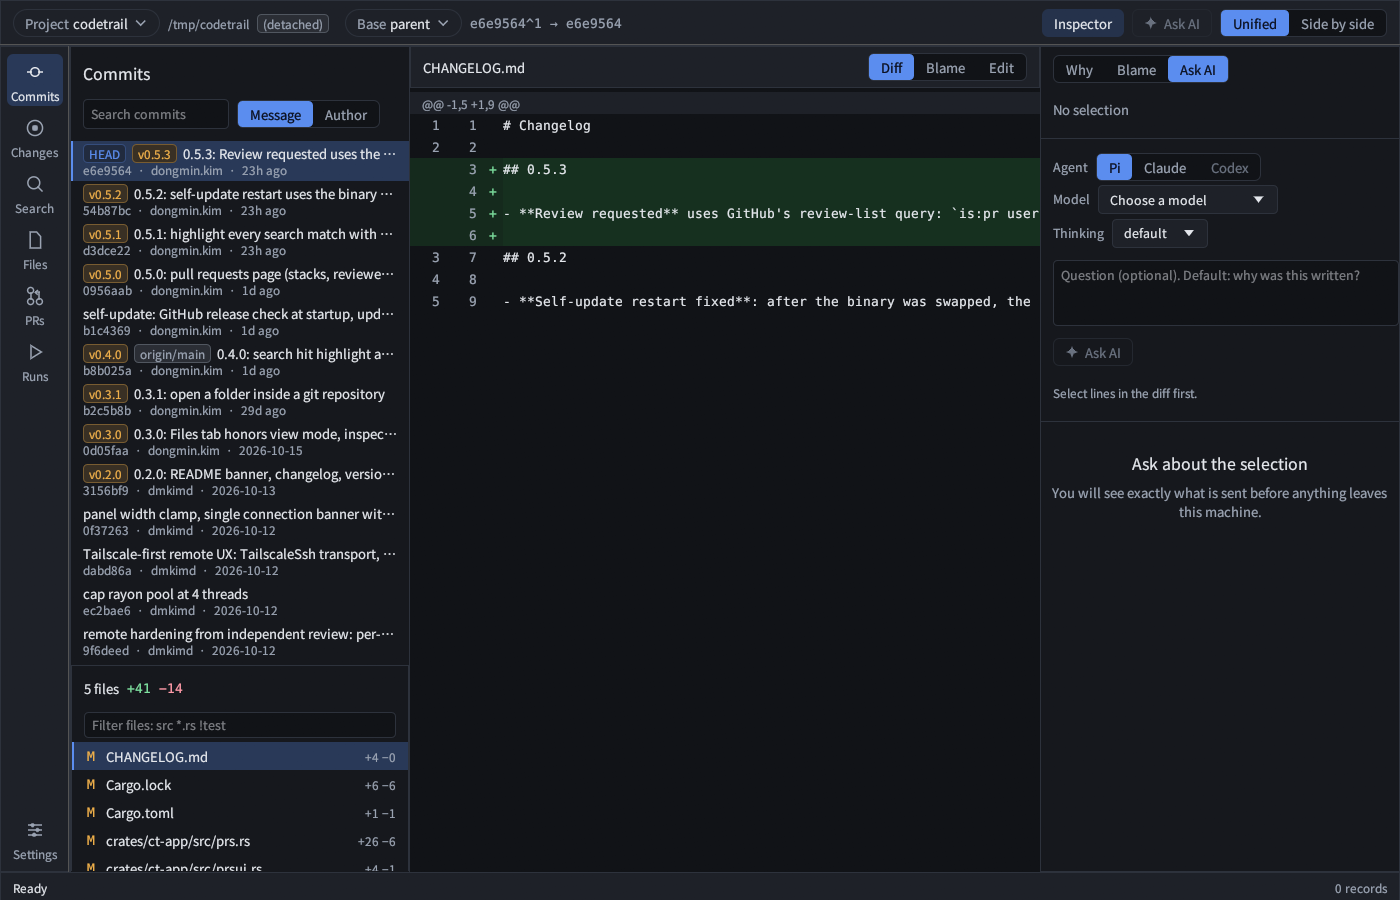 Project codetrail
/tmp/codetrail
(detached)
Base parent
e6e9564^1 → e6e9564
Inspector
Ask AI
Unified
Side by side
Commits
Changes
Search
Files
PRs
Runs
Settings
Commits
Search commits
Message
Author
HEAD v0.5.3 0.5.3: Review requested uses the ···
e6e9564 · dongmin.kim · 23h ago
v0.5.2 0.5.2: self-update restart uses the binary ···
54b87bc · dongmin.kim · 23h ago
v0.5.1 0.5.1: highlight every search match with ···
d3dce22 · dongmin.kim · 23h ago
v0.5.0 0.5.0: pull requests page (stacks, reviewe···
0956aab · dongmin.kim · 1d ago
self-update: GitHub release check at startup, upd···
b1c4369 · dongmin.kim · 1d ago
v0.4.0 origin/main 0.4.0: search hit highlight a···
b8b025a · dongmin.kim · 1d ago
v0.3.1 0.3.1: open a folder inside a git repository
b2c5b8b · dongmin.kim · 29d ago
v0.3.0 0.3.0: Files tab honors view mode, inspec···
0d05faa · dongmin.kim · 2026-10-15
v0.2.0 0.2.0: README banner, changelog, versio···
3156bf9 · dmkimd · 2026-10-13
panel width clamp, single connection banner wit···
0f37263 · dmkimd · 2026-10-12
Tailscale-first remote UX: TailscaleSsh transport, ···
dabd86a · dmkimd · 2026-10-12
cap rayon pool at 4 threads
ec2bae6 · dmkimd · 2026-10-12
remote hardening from independent review: per-···
9f6deed · dmkimd · 2026-10-12
5 files +41 −14
Filter files: src *.rs !test
M CHANGELOG.md +4 −0
M Cargo.lock +6 −6
M Cargo.toml +1 −1
M crates/ct-app/src/prs.rs +26 −6
M crates/ct-app/src/prsui.rs +4 −1
CHANGELOG.md
Diff
Blame
Edit
@@ -1,5 +1,9 @@
1 1 # Changelog
2 2
3 + ## 0.5.3
4 +
5 + - **Review requested** uses GitHub's review-list query: `is:pr user
6 +
3 7 ## 0.5.2
4 8
5 9 - **Self-update restart fixed**: after the binary was swapped, the
Why
Blame
Ask AI
No selection
Agent Pi Claude Codex
Model Choose a model
Thinking default
Question (optional). Default: why was this written?
Ask AI
Select lines in the diff first.
Ask about the selection
You will see exactly what is sent before anything leaves
this machine.
Ready
0 records